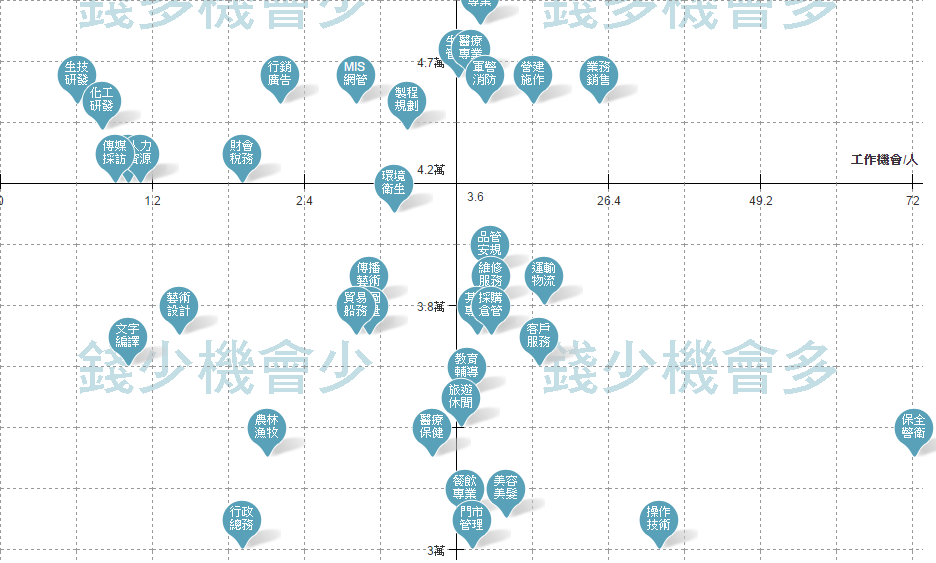 錢多機會少
錢多機會多
專業
醫療
專業
4.7萬
生技
研發
行銷
廣告
MIS
網管
軍警
消防
營建
施作
業務
銷售
化工
研發
製程
規劃
傳媒
採訪
財會
稅務
工作機會/人
4.2萬
環境
衛生
0
1.2
2.4
3.6
26.4
49.2
72
品管
安規
傳播
藝術
維修
服務
運輸
物流
藝術
設計
貿易
船務
3.8萬
採購
倉管
文字
編譯
客戶
服務
錢少機會少
錢少機會多
教育
輔導
旅遊
休閒
農林
漁牧
醫療
保健
保全
警衛
餐飲
專業
美容
美髮
行政
總務
門市
管理
操作
技術
3萬